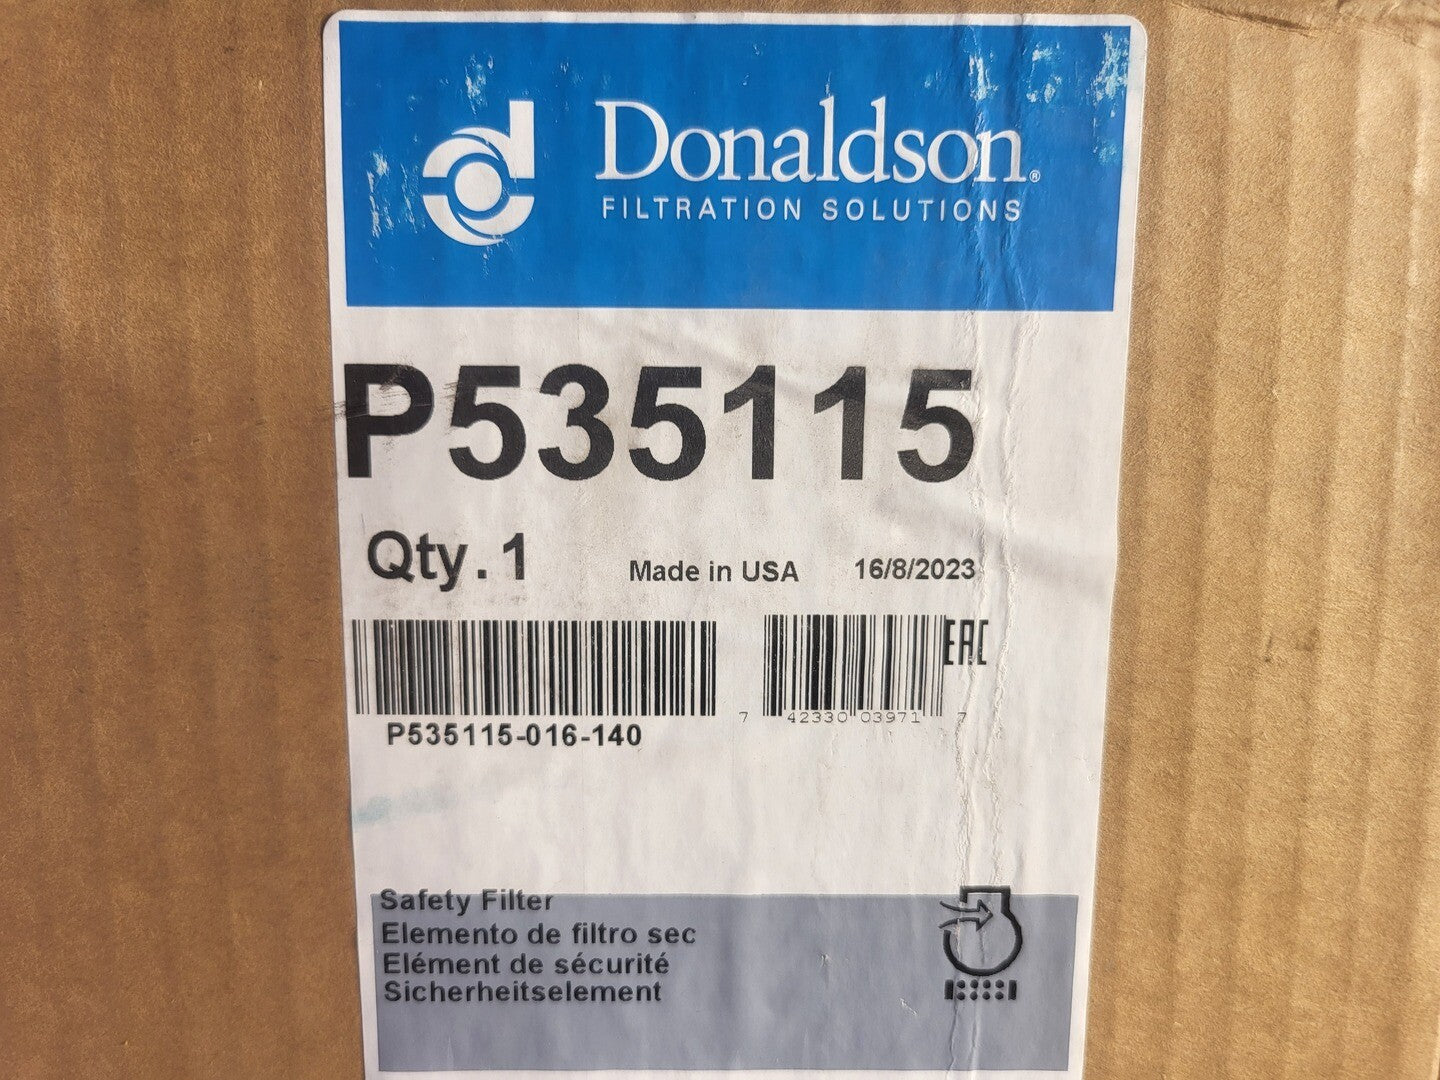 Donaldson®
FILTRATION SOLUTIONS
P535115
Qty. 1 Made in USA 16/8/2023
EAC
P535115-016-140
7 42330 03971 7
Safety Filter
Elemento de filtro sec
Elément de sécurité
Sicherheitselement